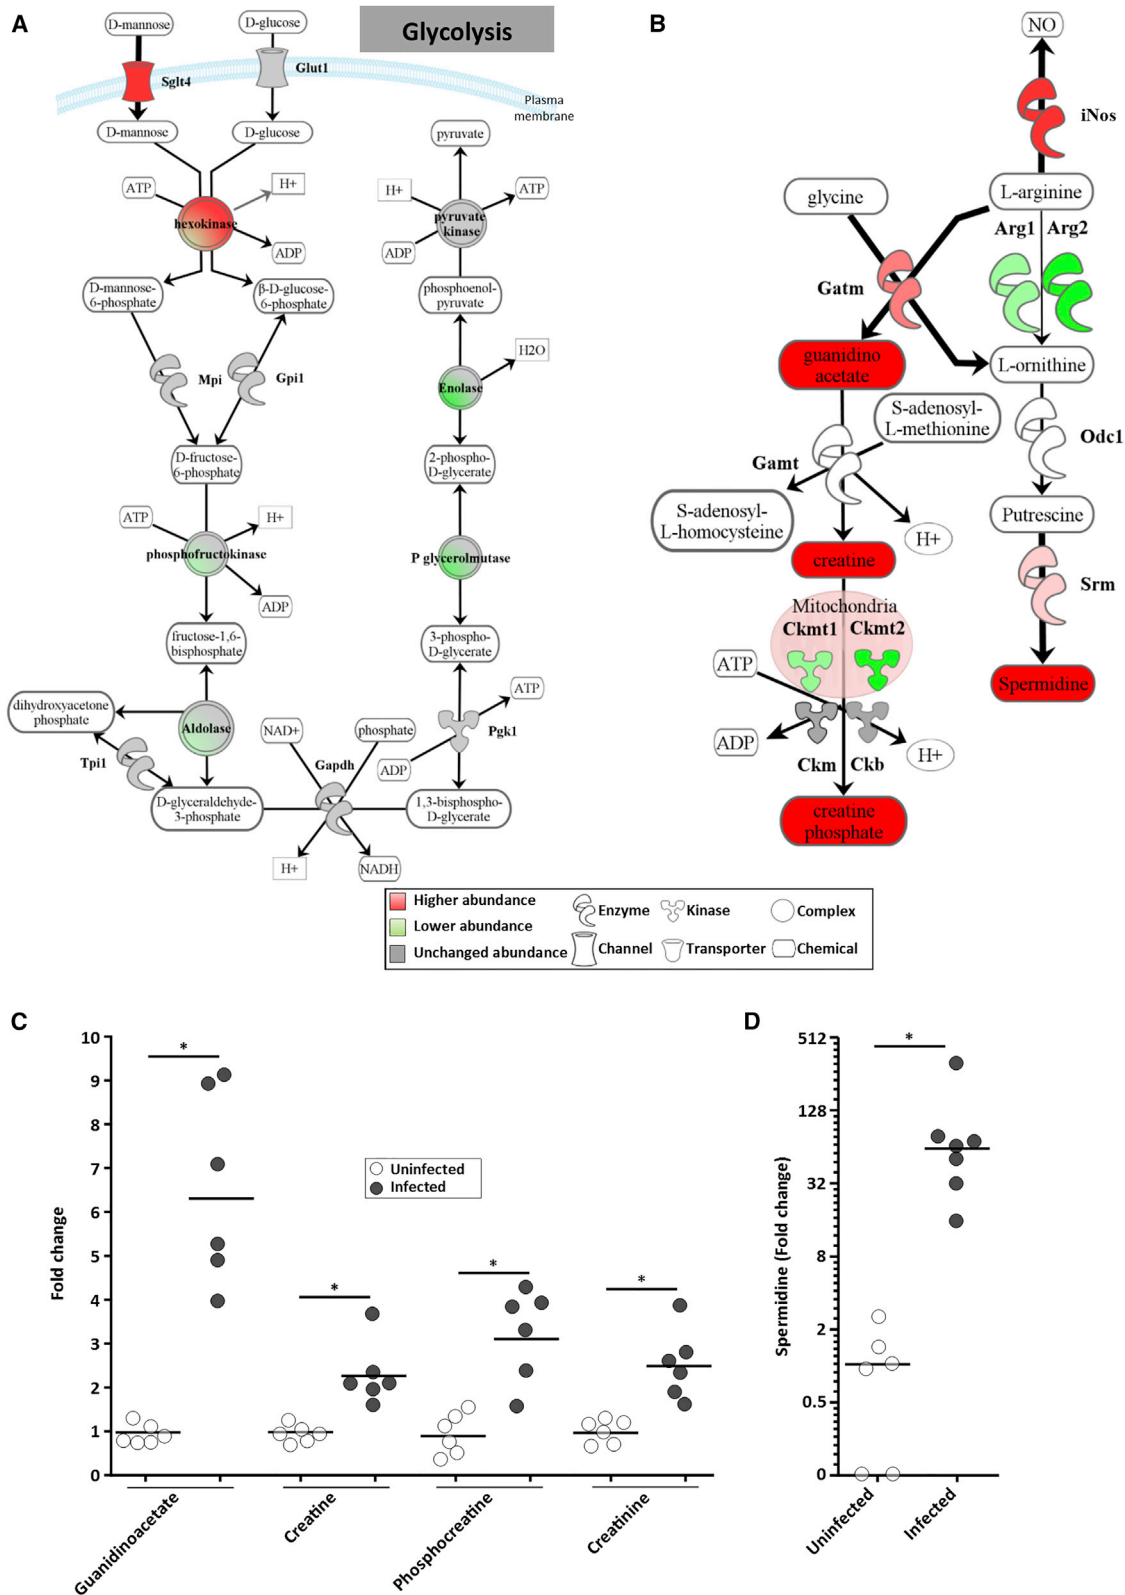 A
Glycolysis
D-mannose
D-glucose
Sglt4
Glut1
Plasma
membrane
D-mannose
D-glucose
ATP
H+
hexokinase
ADP
D-mannose-
6-phosphate
β-D-glucose-
6-phosphate
Mpi
Gpi1
D-fructose-
6-phosphate
ATP
H+
phosphofructokinase
ADP
fructose-1,6-
bisphosphate
dihydroxyacetone
phosphate
Aldolase
Tpi1
D-glyceraldehyde-
3-phosphate
NAD+
phosphate
Gapdh
H+
NADH
1,3-bisphospho-
D-glycerate
ADP
Pgk1
ATP
3-phospho-
D-glycerate
P glycerolmutase
2-phospho-
D-glycerate
Enolase
H2O
phosphoenol-
pyruvate
ADP
pyruvate
kinase
H+
ATP
pyruvate
B
NO
iNos
glycine
L-arginine
Arg1
Arg2
Gatm
guanidino
acetate
L-ornithine
S-adenosyl-
L-methionine
Odc1
Gamt
S-adenosyl-
L-homocysteine
H+
Putrescine
creatine
Srm
Mitochondria
Ckmt1
Ckmt2
ATP
Spermidine
ADP
H+
Ckm
Ckb
creatine
phosphate
Higher abundance
Lower abundance
Unchanged abundance
Enzyme
Kinase
Complex
Channel
Transporter
Chemical
C
Fold change
10
9
8
7
6
5
4
3
2
1
0
*
*
*
*
Uninfected
Infected
Guanidinoacetate
Creatine
Phosphocreatine
Creatinine
D
Spermidine (Fold change)
512
128
32
8
2
0.5
0
*
Uninfected
Infected